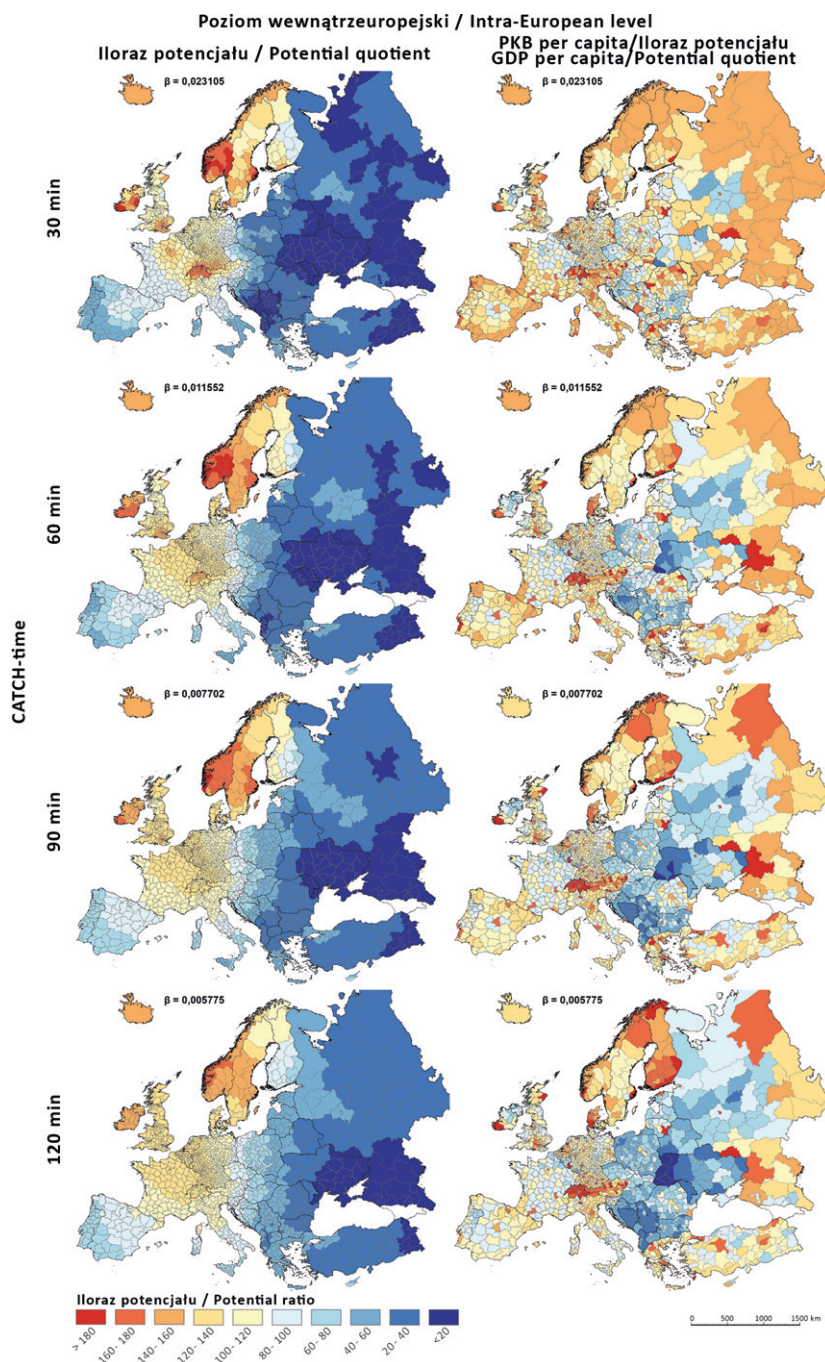 Poziom wewnątrzeuropejski / Intra-European level
Iloraz potencjału / Potential quotient
PKB per capita/Iloraz potencjału
GDP per capita/Potential quotient
β = 0,023105
β = 0,023105
30 min
β = 0,011552
β = 0,011552
60 min
CATCH-time
β = 0,007702
β = 0,007702
90 min
β = 0,005775
β = 0,005775
120 min
Iloraz potencjału / Potential ratio
> 180
160- 180
140- 160
120- 140
100- 120
80- 100
60- 80
40- 60
20- 40
<20
0 500 1000 1500 km